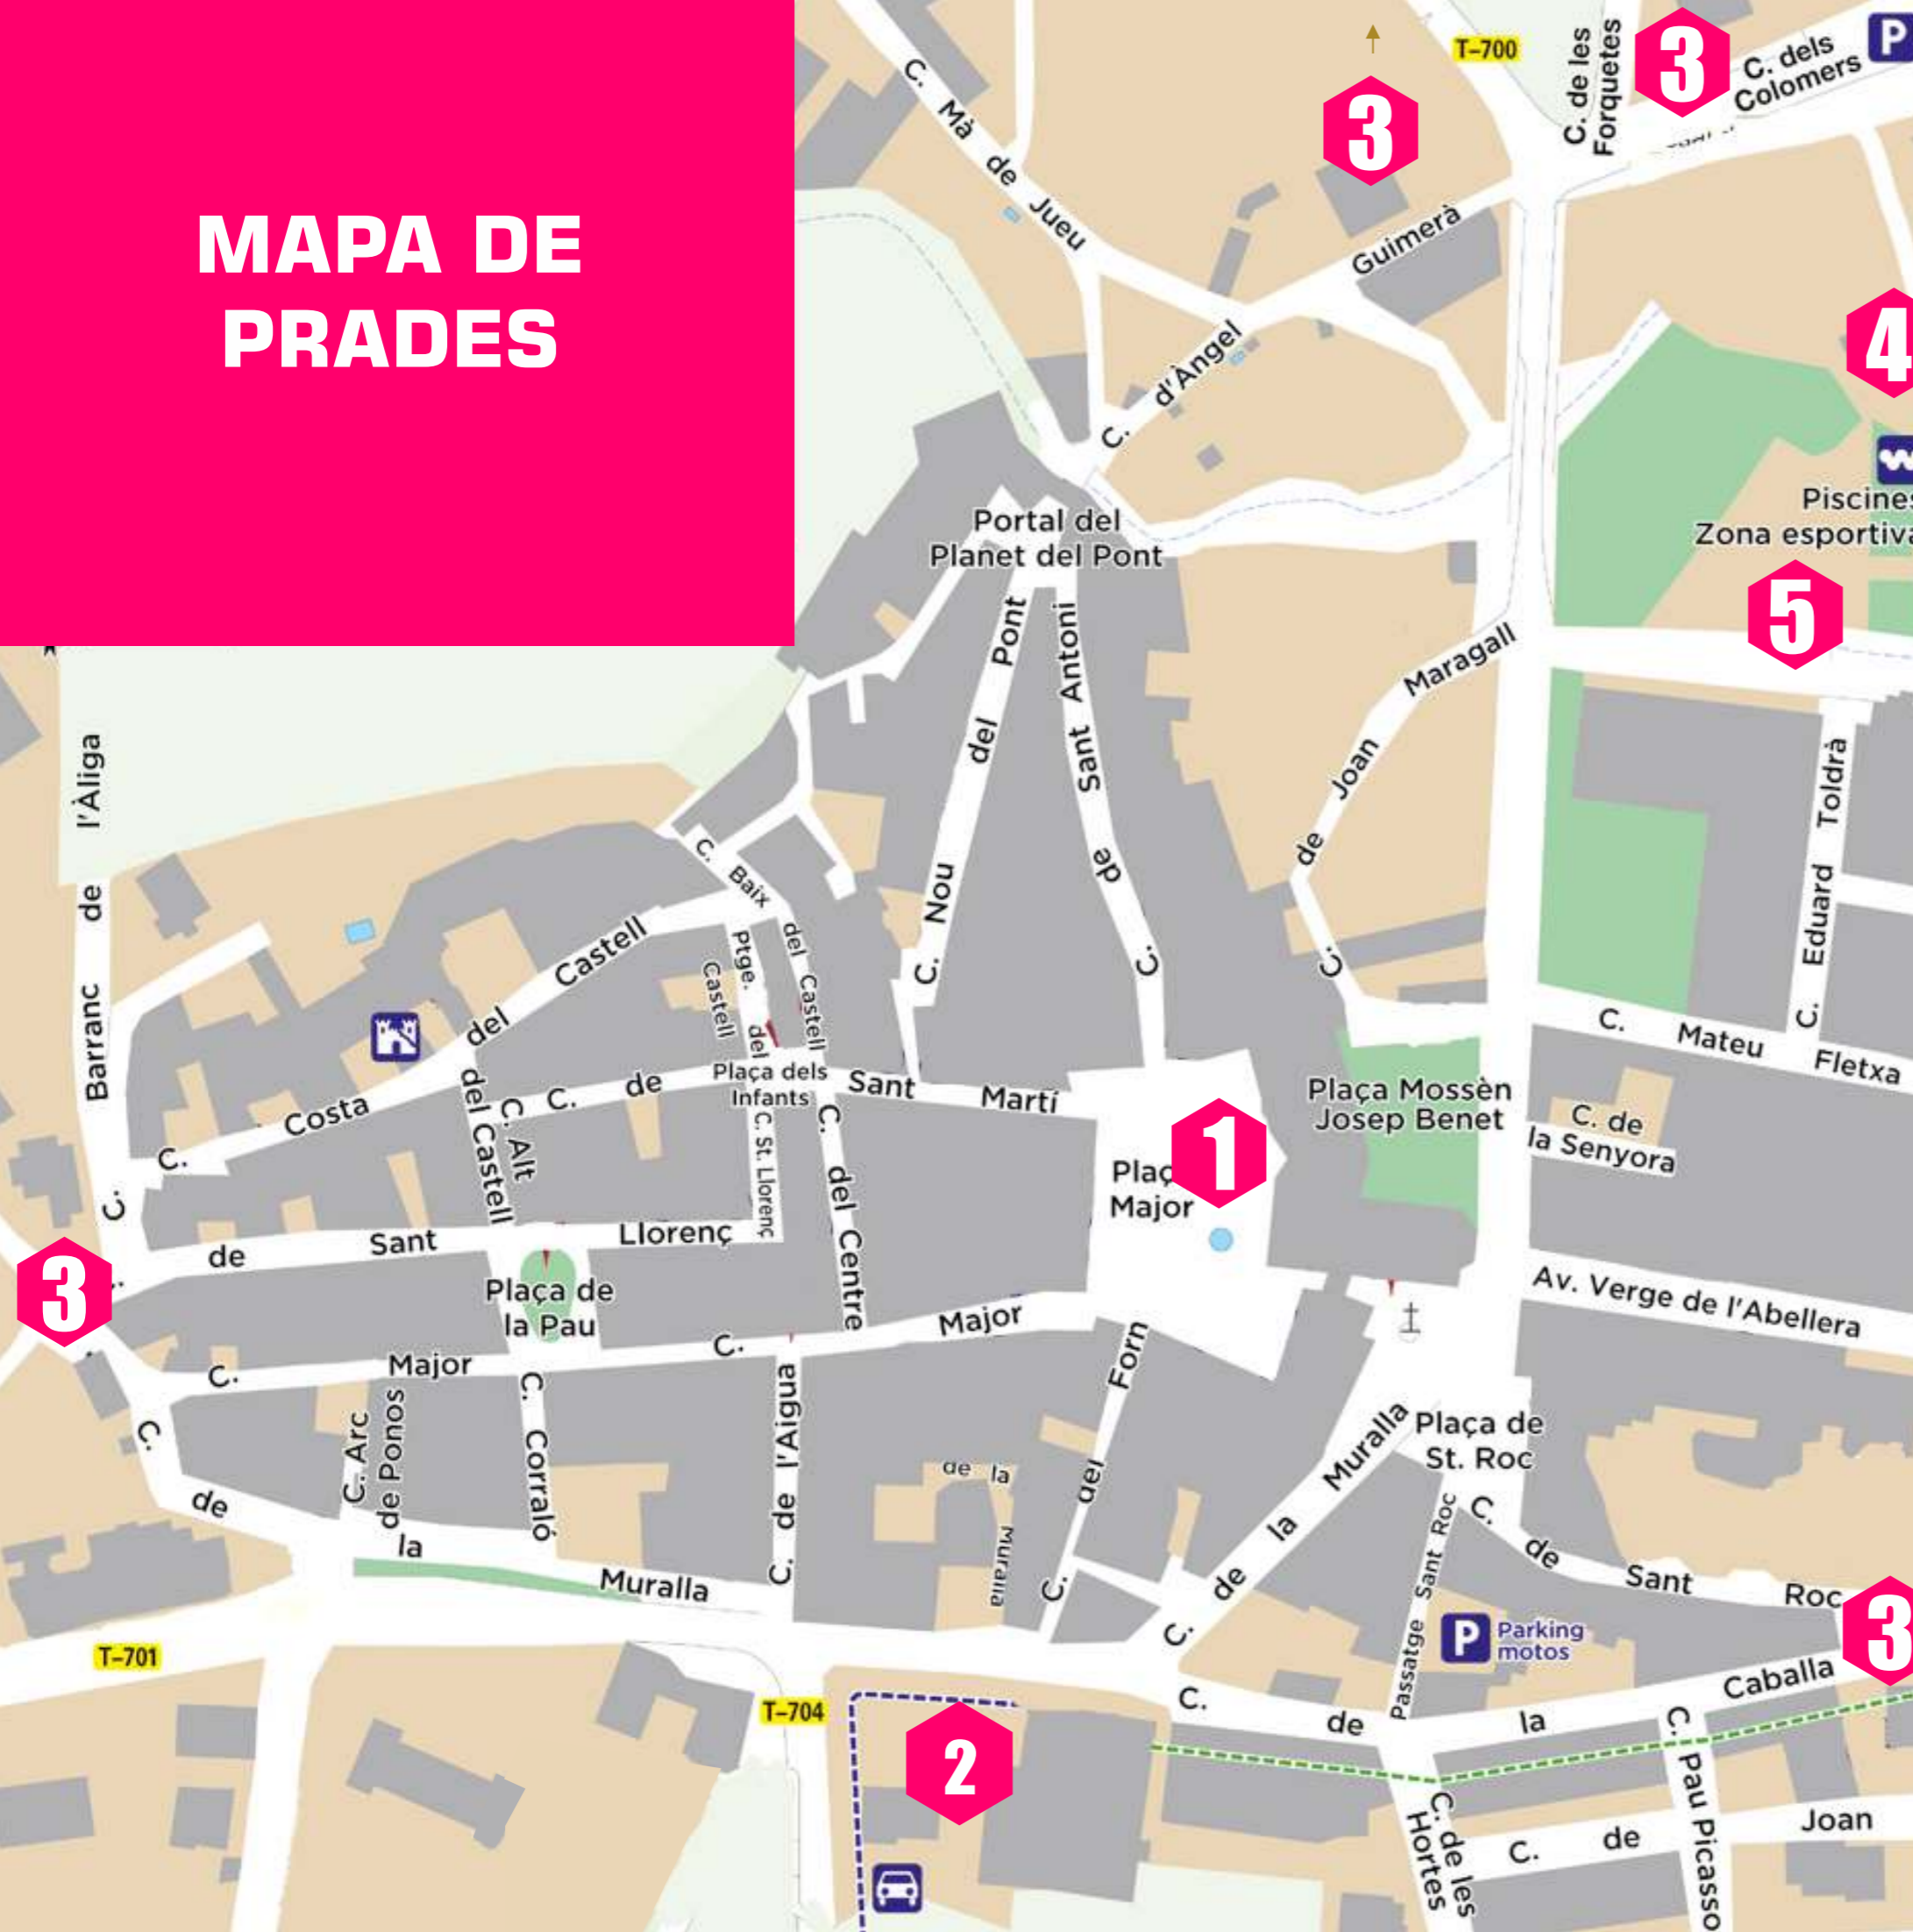 MAPA DE
PRADES
T-700
C. de les
Forquetes
3
C. dels
Colomers
P
3
C. Mà de Jueu
Guimerà
4
C. d'Àngel
Piscines
Zona esportiva
5
Portal del
Planet del Pont
C. Nou del Pont
C. de Sant Antoni
C. de Joan Maragall
C. Eduard Toldrà
C. Barranc de l'Àliga
C. Baix
del Castell
Ptge.
del
Castell
C. Costa del Castell
C. Mateu Fletxa
Plaça dels
Infants
C. de Sant Martí
C. Alt
del Castell
C. St. Llorenç
C. del Centre
Plaça Mossèn
Josep Benet
C. de
la Senyora
1
Plaç
Major
de Sant Llorenç
Plaça de
la Pau
3
Av. Verge de l'Abellera
C. Major
C. Major
C. Arc
de Ponos
C. Corraló
C. de l'Aigua
de la
Muralla
C. del Forn
C. de la Muralla
Plaça de
St. Roc
C. de la Muralla
Passatge Sant Roc
C. de Sant Roc
3
P
Parking
motos
T-701
T-704
2
C. de la Caballa
C. Pau Picasso
C. de les
Hortes
C. de Joan